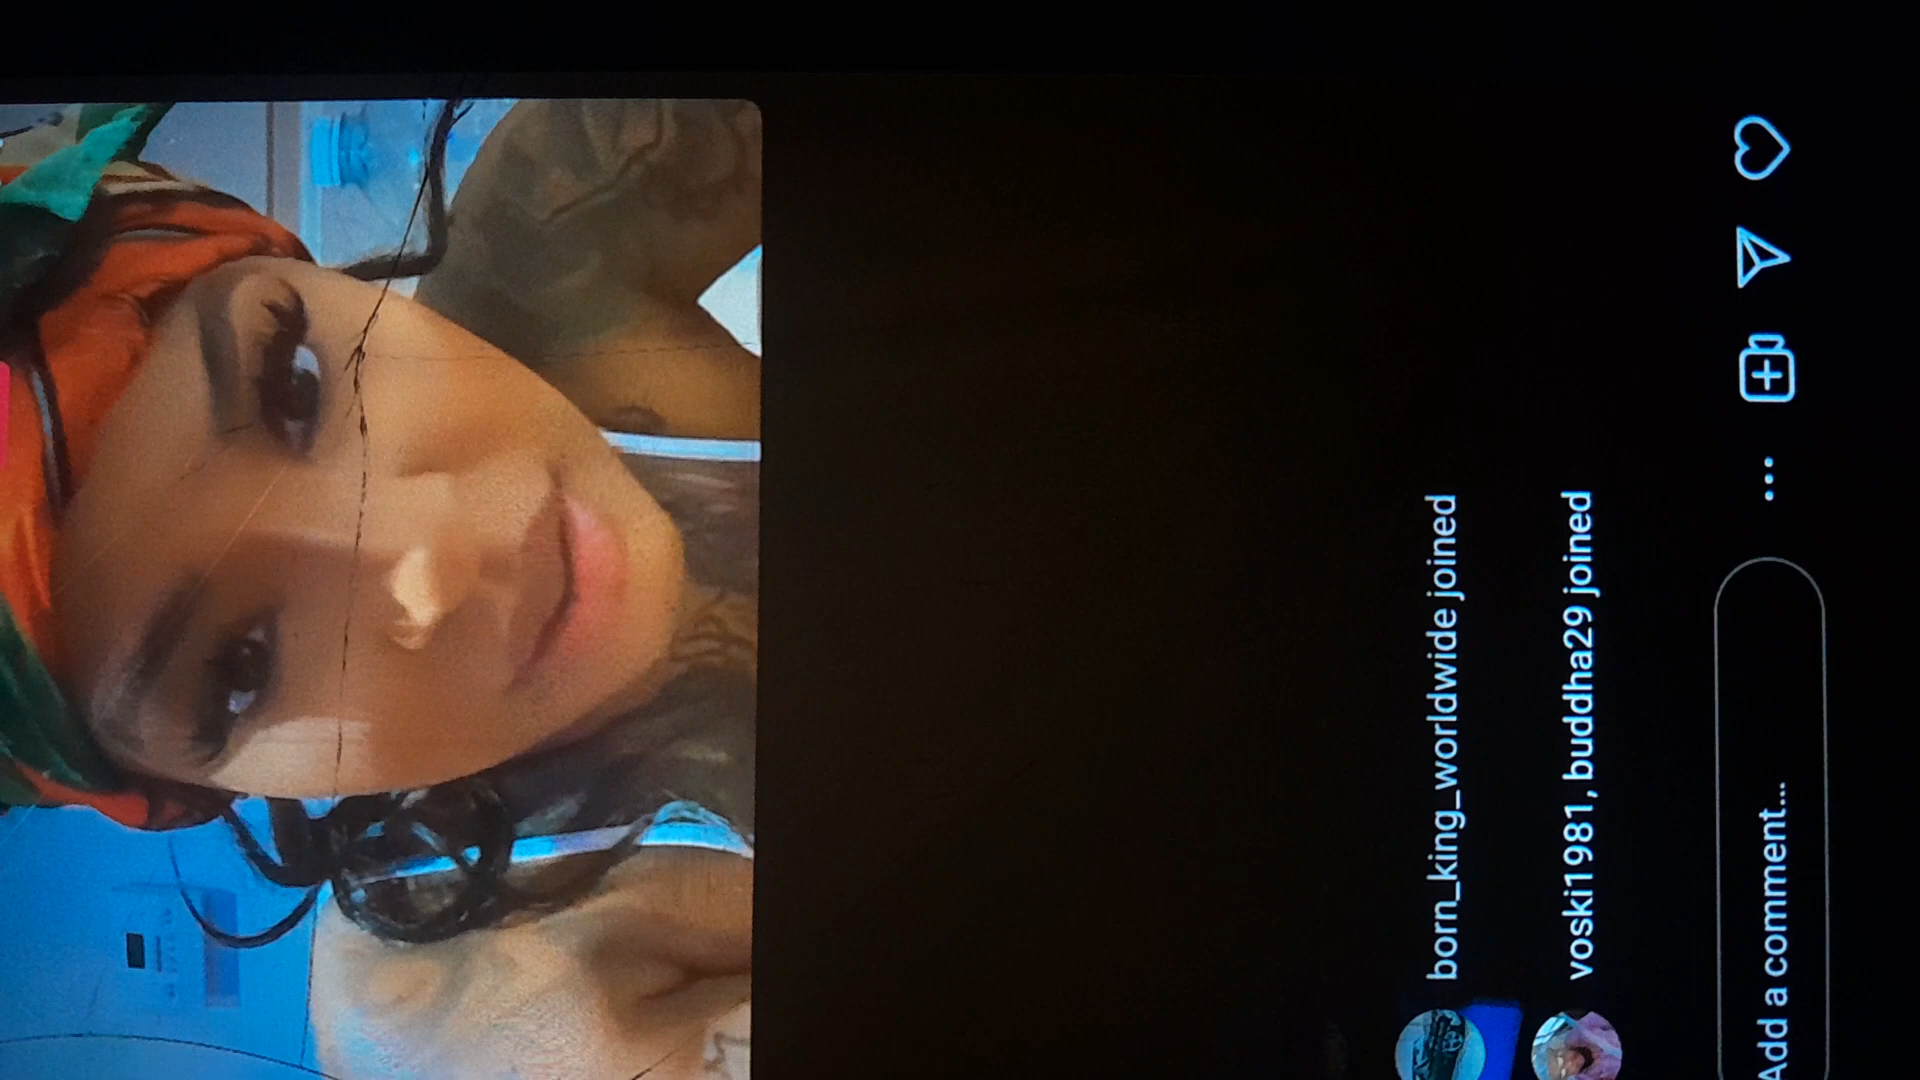 born_king_worldwide joined
voski1981, buddha29 joined
Add a comment...